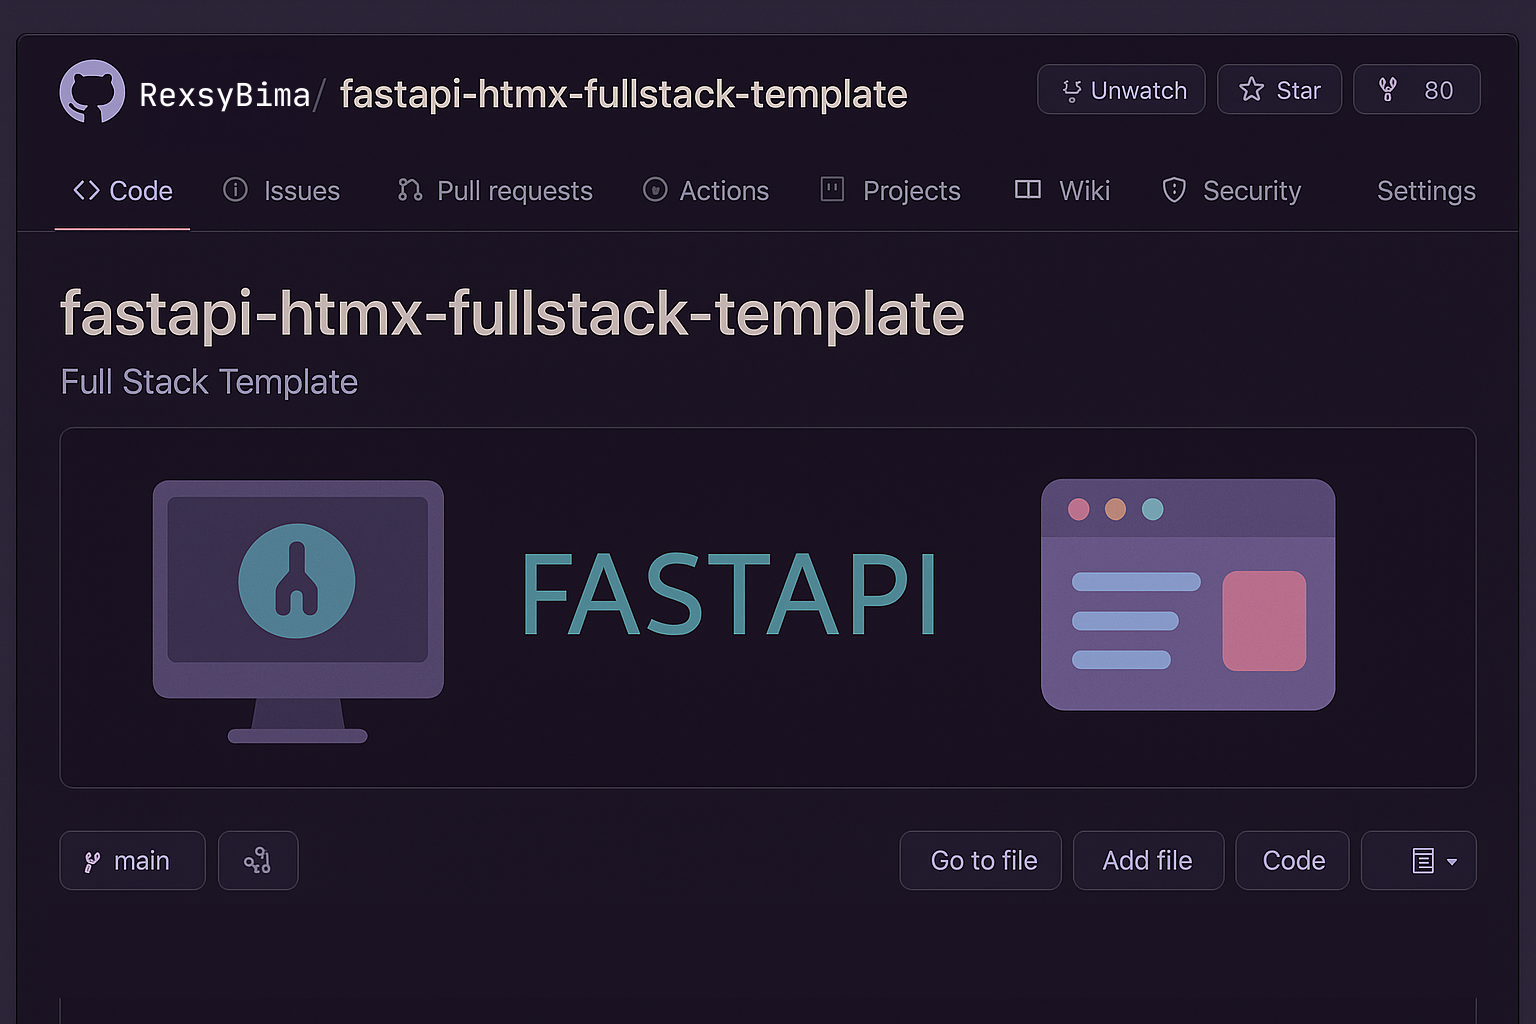 RexsyBima/ fastapi-htmx-fullstack-template
Unwatch Star 80
Code Issues Pull requests Actions Projects Wiki Security Settings
fastapi-htmx-fullstack-template
Full Stack Template
FASTAPI
main Go to file Add file Code